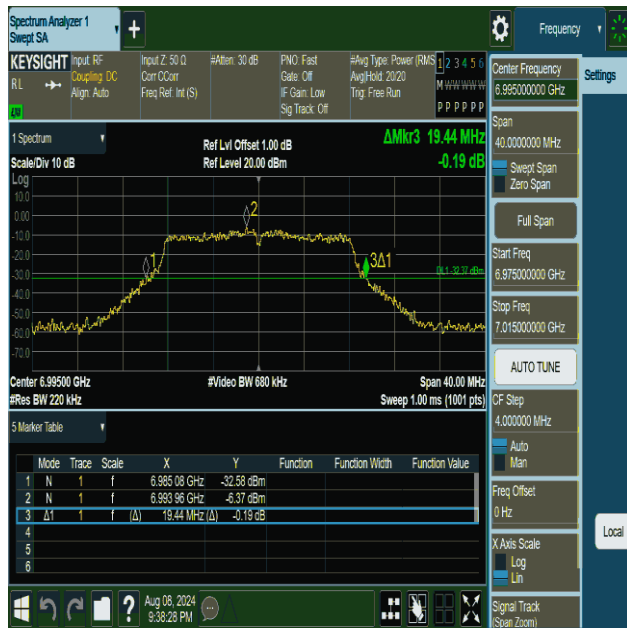 Spectrum Analyzer 1
Swept SA
+
Frequency
KEYSIGHT
RL
Input: RF
Coupling: DC
Align: Auto
Input Z: 50 Ω
Corr CCorr
Freq Ref: Int (S)
#Atten: 30 dB
PNO: Fast
Gate: Off
IF Gain: Low
Sig Track: Off
#Avg Type: Power (RMS
Avg|Hold: 20/20
Trig: Free Run
1 2 3 4 5 6
M W W W W W
P P P P P P
1 Spectrum
Scale/Div 10 dB
Ref Lvl Offset 1.00 dB
Ref Level 20.00 dBm
ΔMkr3 19.44 MHz
-0.19 dB
Log
10.0
0.00
-10.0
-20.0
-30.0
-40.0
-50.0
-60.0
-70.0
2
1
3Δ1
DL1 -32.37 dBm
Center 6.99500 GHz
#Res BW 220 kHz
#Video BW 680 kHz
Span 40.00 MHz
Sweep 1.00 ms (1001 pts)
5 Marker Table
Mode Trace Scale X Y Function Function Width Function Value
1 N 1 f 6.985 08 GHz -32.58 dBm
2 N 1 f 6.993 96 GHz -6.37 dBm
3 Δ1 1 f (Δ) 19.44 MHz (Δ) -0.19 dB
4
5
6
?
Aug 08, 2024
9:38:28 PM
Settings
Center Frequency
6.995000000 GHz
Span
40.0000000 MHz
Swept Span
Zero Span
Full Span
Start Freq
6.975000000 GHz
Stop Freq
7.015000000 GHz
AUTO TUNE
CF Step
4.000000 MHz
Auto
Man
Freq Offset
0 Hz
X Axis Scale
Log
Lin
Signal Track
(Span Zoom)
Local